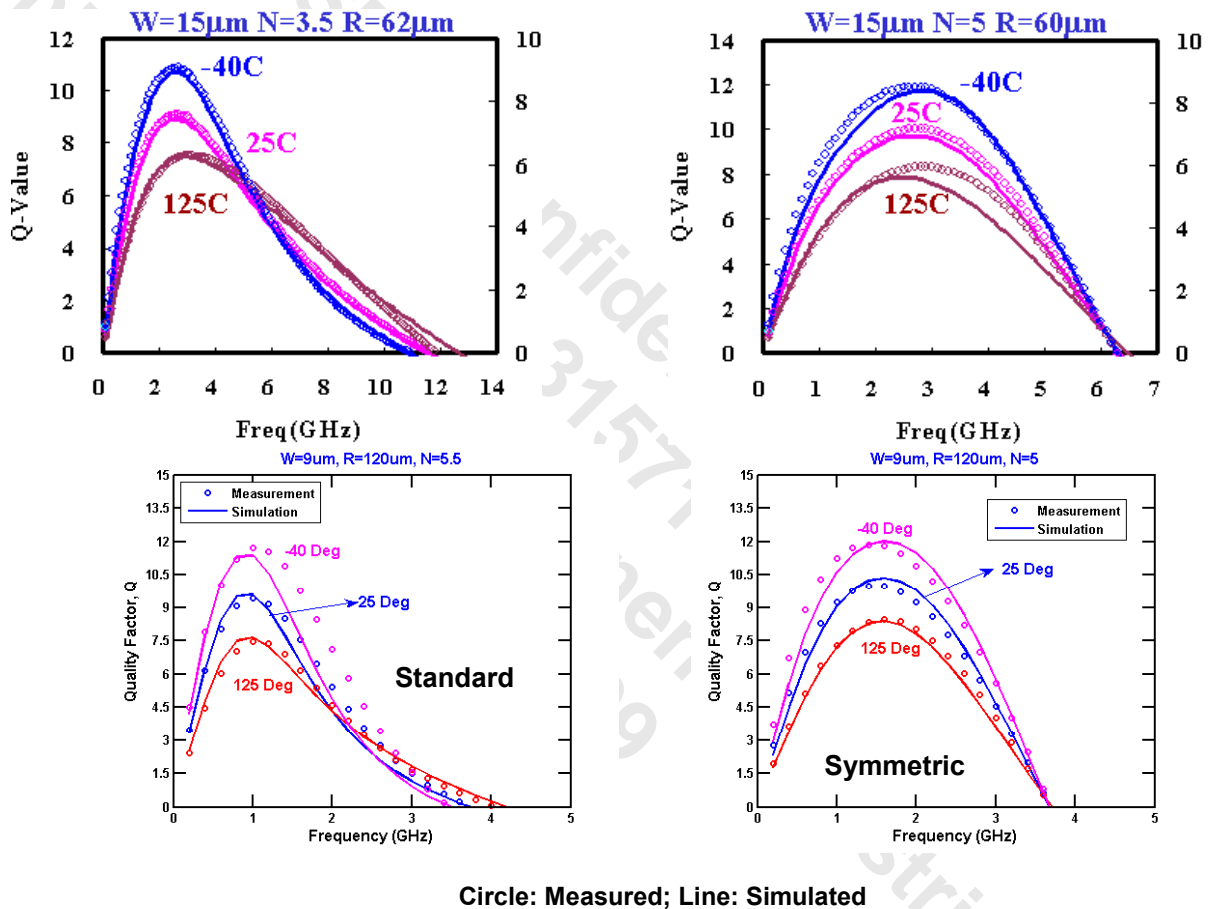 W=15μm N=3.5 R=62μm
12
10
8
6
4
2
0
10
8
6
4
2
0
Q-Value
-40C
25C
125C
0 2 4 6 8 10 12 14
Freq(GHz)
W=15μm N=5 R=60μm
14
12
10
8
6
4
2
0
10
8
6
4
2
0
Q-Value
-40C
25C
125C
0 1 2 3 4 5 6 7
Freq(GHz)
W=9um, R=120um, N=5.5
15
13.5
12
10.5
9
7.5
6
4.5
3
1.5
0
Quality Factor, Q
Measurement
Simulation
-40 Deg
25 Deg
125 Deg
Standard
0 1 2 3 4 5
Frequency (GHz)
W=9um, R=120um, N=5
15
13.5
12
10.5
9
7.5
6
4.5
3
1.5
0
Quality Factor, Q
Measurement
Simulation
-40 Deg
25 Deg
125 Deg
Symmetric
0 1 2 3 4 5
Frequency (GHz)
Circle: Measured; Line: Simulated